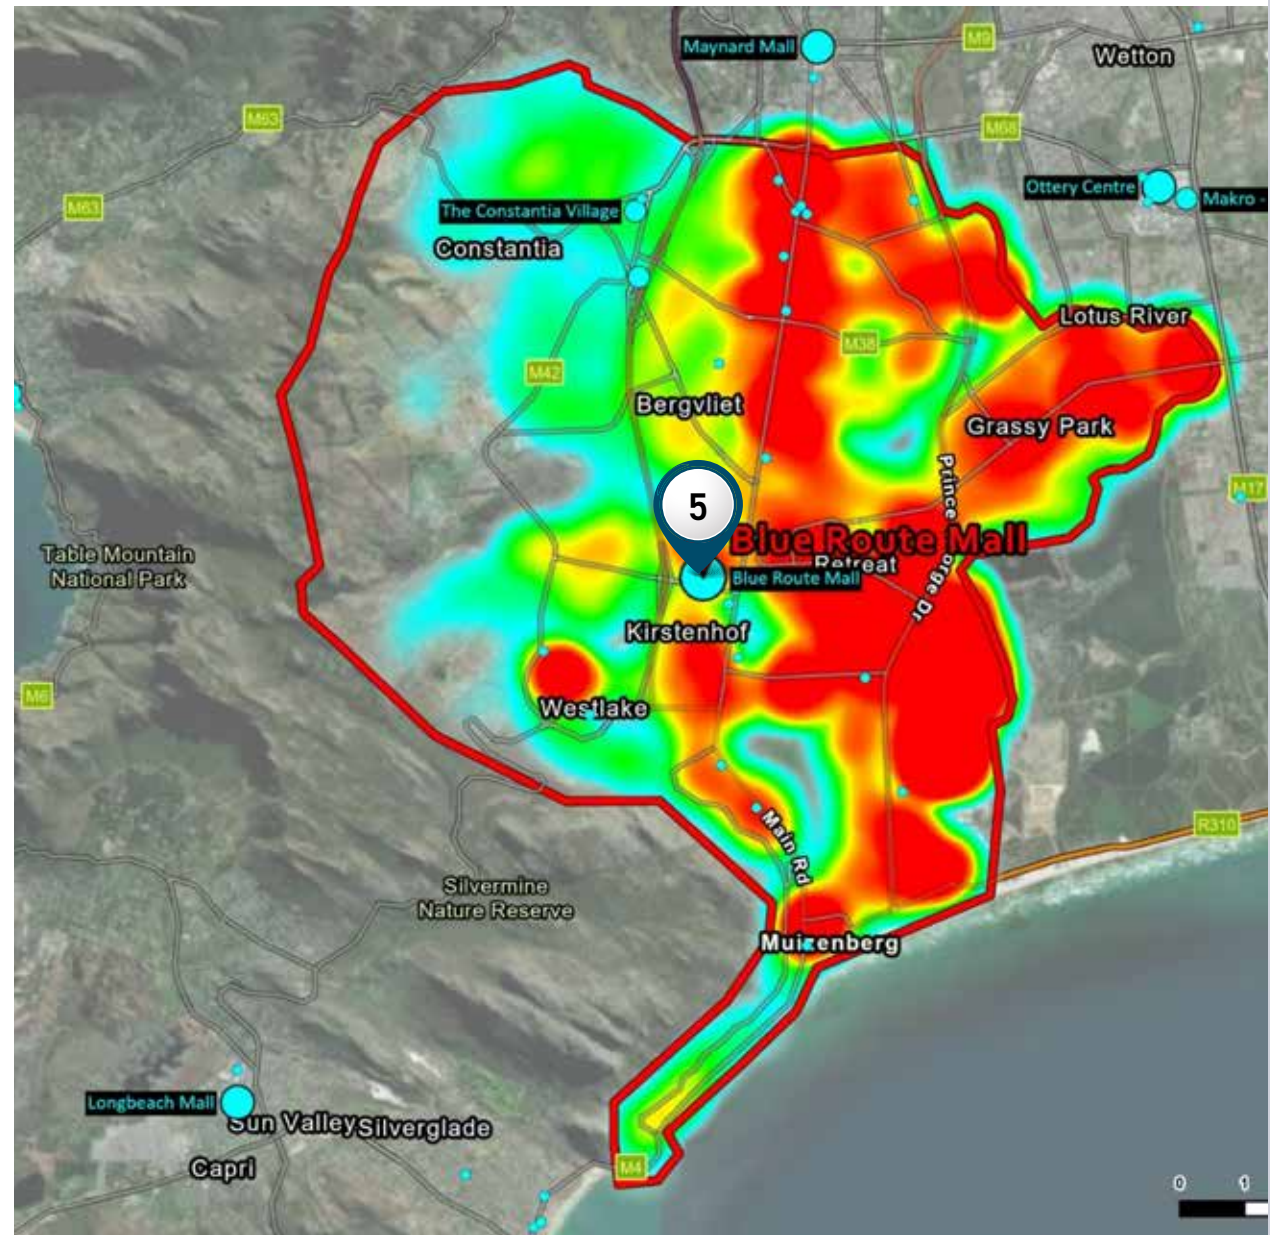 Maynard Mall
M9
Wetton
M63
M68
M63
Ottery Centre
Makro -
The Constantia Village
Constantia
Lotus River
M38
M42
Bergvliet
Grassy Park
Prince George Dr
M17
5
Blue Route Mall
Table Mountain
National Park
Retreat
Blue Route Mall
Kirstenhof
M6
Westlake
Main Rd
R310
Silvermine
Nature Reserve
Muizenberg
Longbeach Mall
Sun Valley
Silverglade
Capri
M4
0 1